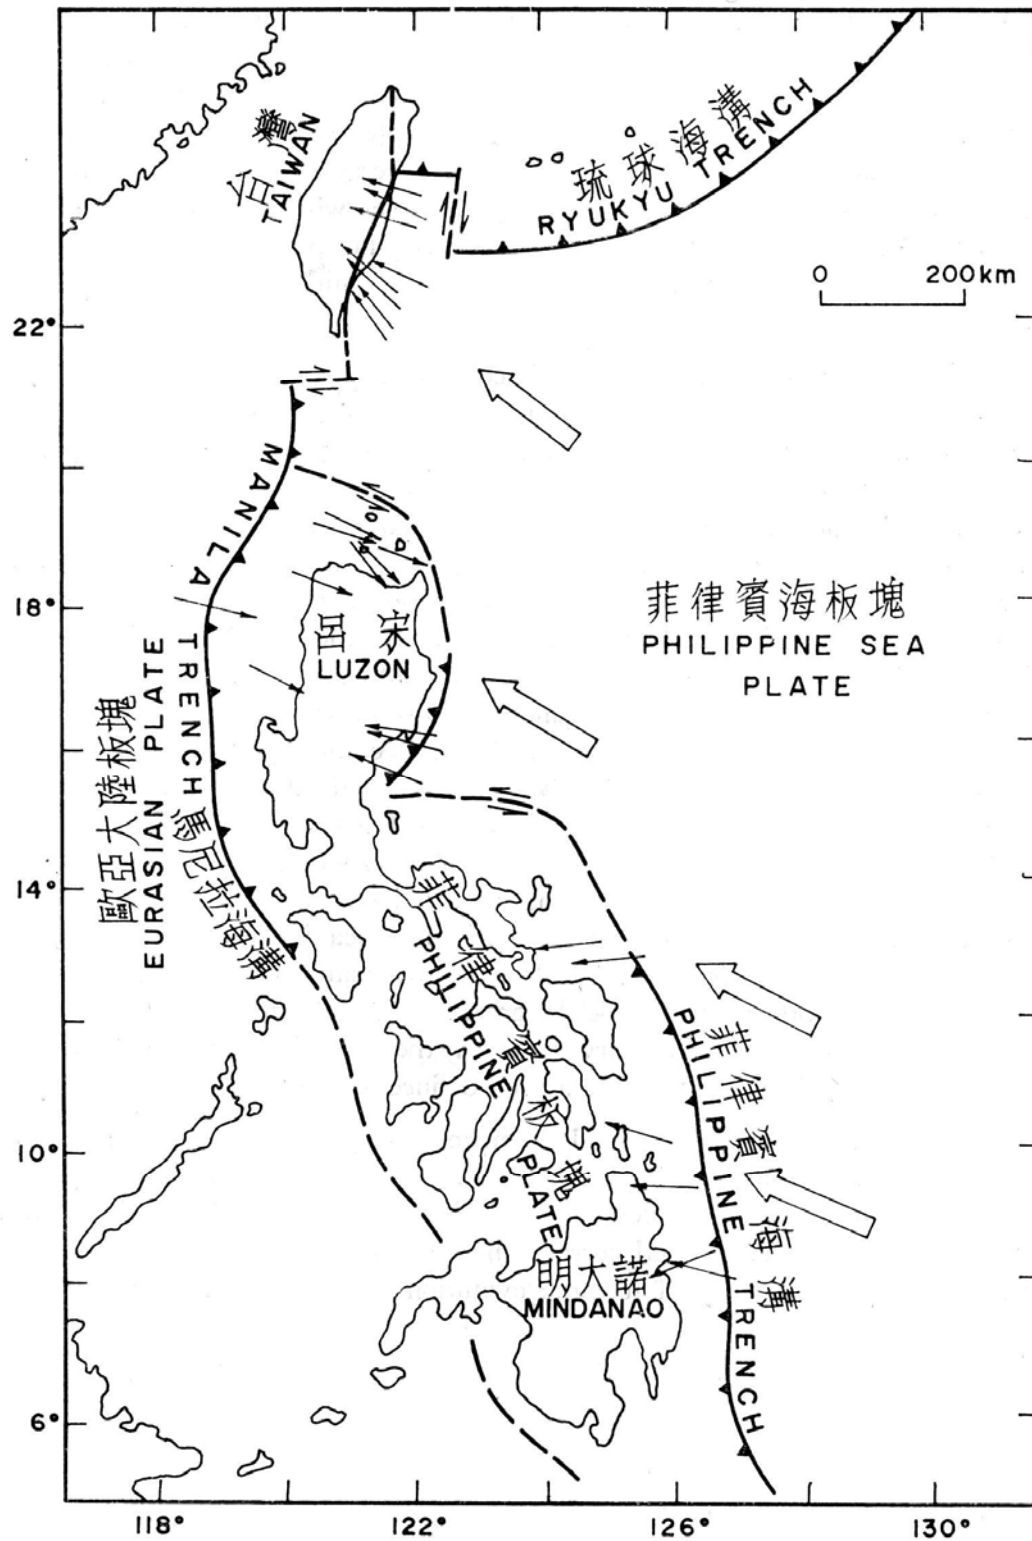 台灣
TAIWAN
琉球海溝
RYUKYU TRENCH
0 200km
22°
MANILA TRENCH
馬尼拉海溝
18°
呂宋
LUZON
菲律賓海板塊
PHILIPPINE SEA
PLATE
歐亞大陸板塊
EURASIAN PLATE
14°
菲律賓板塊
PHILIPPINE PLATE
菲律賓海溝
PHILIPPINE TRENCH
10°
明大諾
MINDANAO
6°
118° 122° 126° 130°